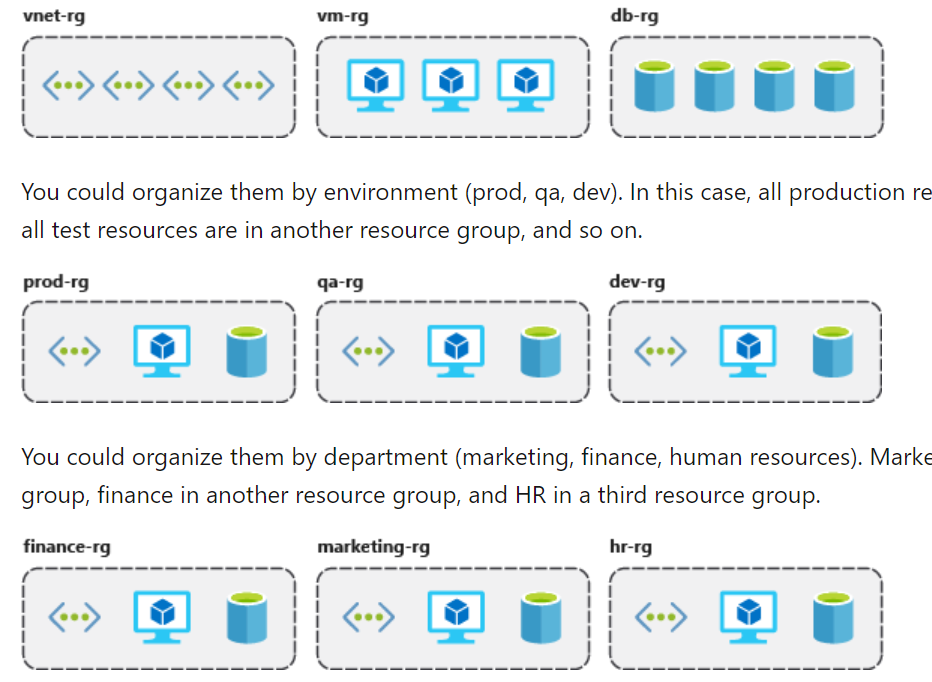 vnet-rg
vm-rg
db-rg
You could organize them by environment (prod, qa, dev). In this case, all production re
all test resources are in another resource group, and so on.
prod-rg
qa-rg
dev-rg
You could organize them by department (marketing, finance, human resources). Marke
group, finance in another resource group, and HR in a third resource group.
finance-rg
marketing-rg
hr-rg